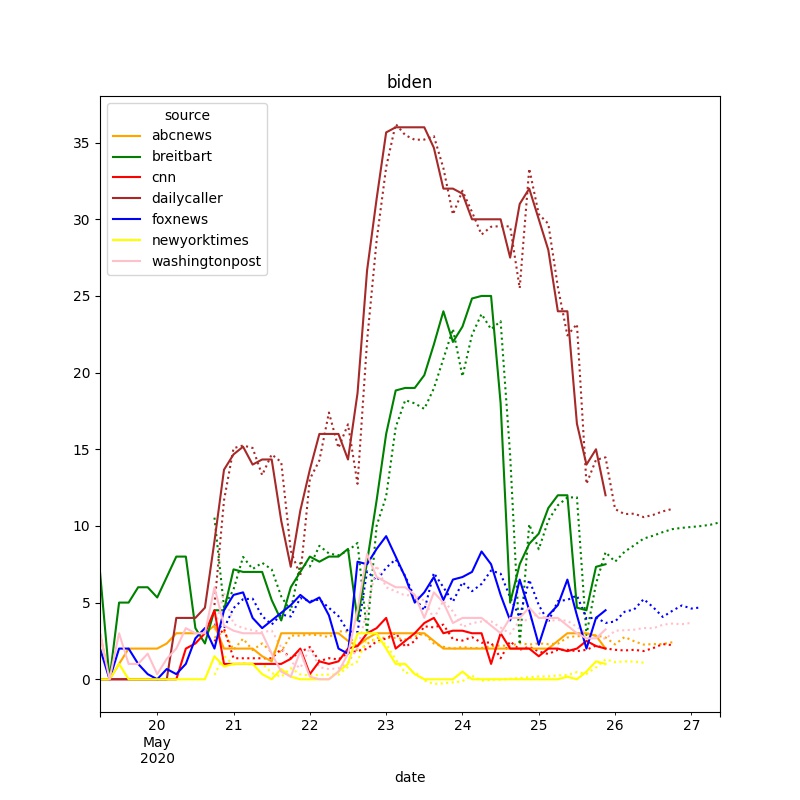 biden
source
abcnews
breitbart
cnn
dailycaller
foxnews
newyorktimes
washingtonpost
35
30
25
20
15
10
5
0
20 21 22 23 24 25 26 27
May
2020
date